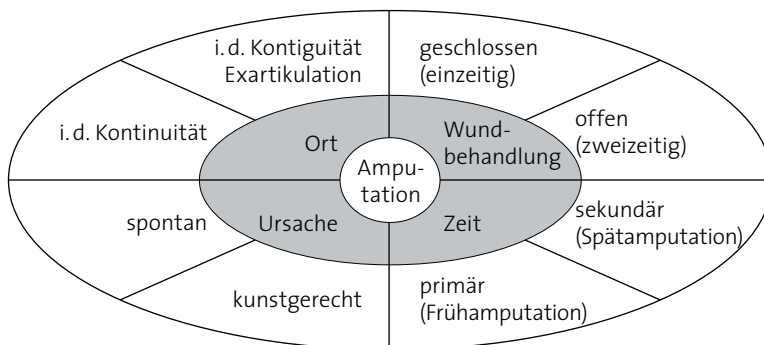 i. d. Kontiguität
Exartikulation
geschlossen
(einzeitig)
i. d. Kontinuität
Ort
Wund-
behandlung
offen
(zweizeitig)
Ampu-
tation
spontan
Ursache
Zeit
sekundär
(Spätamputation)
kunstgerecht
primär
(Frühamputation)